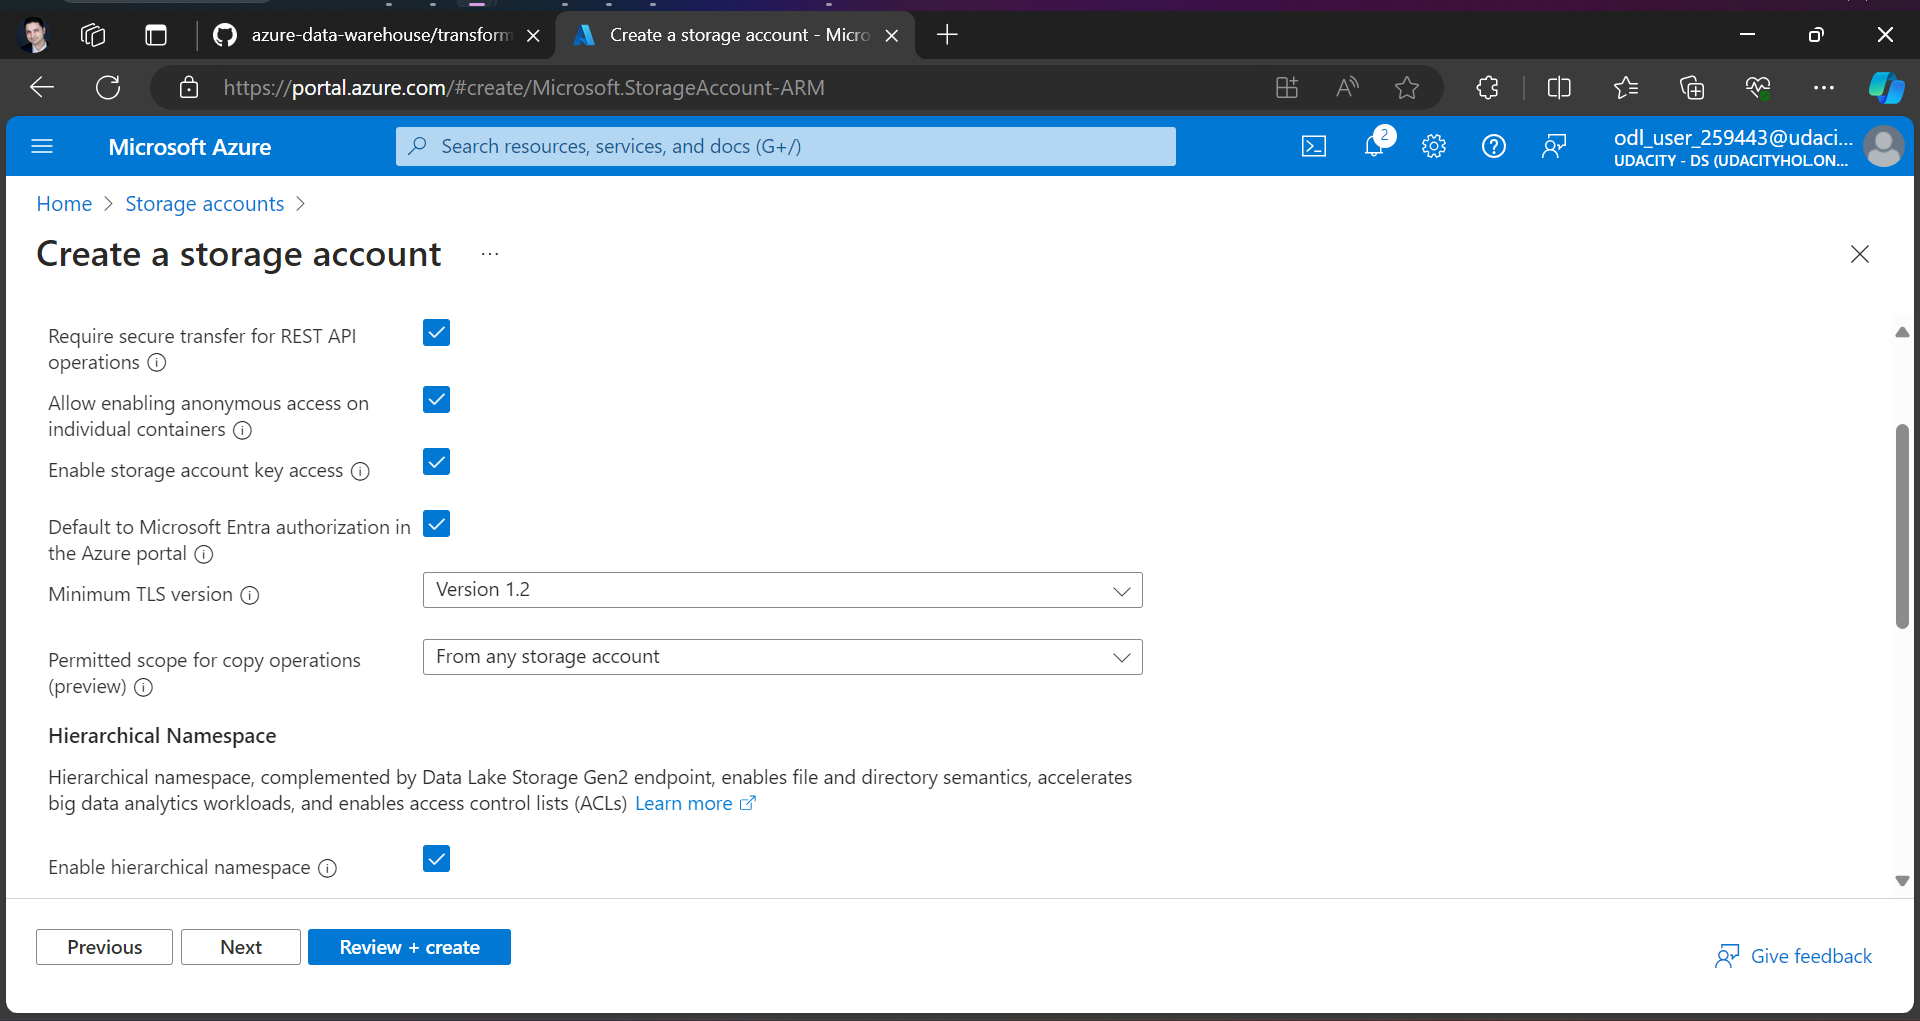 azure-data-warehouse/transform
Create a storage account - Micro
https://portal.azure.com/#create/Microsoft.StorageAccount-ARM
Microsoft Azure
Search resources, services, and docs (G+/)
2
odl_user_259443@udaci...
UDACITY - DS (UDACITYHOL.ON...
Home > Storage accounts >
Create a storage account ...
Require secure transfer for REST API
operations
Allow enabling anonymous access on
individual containers
Enable storage account key access
Default to Microsoft Entra authorization in
the Azure portal
Minimum TLS version
Version 1.2
Permitted scope for copy operations
(preview)
From any storage account
Hierarchical Namespace
Hierarchical namespace, complemented by Data Lake Storage Gen2 endpoint, enables file and directory semantics, accelerates
big data analytics workloads, and enables access control lists (ACLs) Learn more
Enable hierarchical namespace
Previous
Next
Review + create
Give feedback